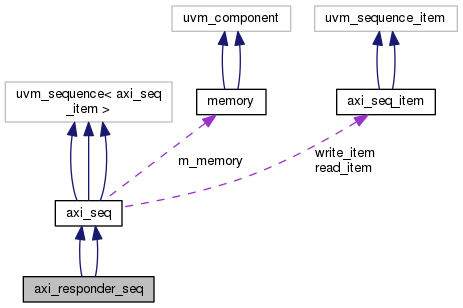 uvm_component
uvm_sequence_item
uvm_sequence< axi_seq
_item >
memory
axi_seq_item
m_memory
write_item
read_item
axi_seq
axi_responder_seq